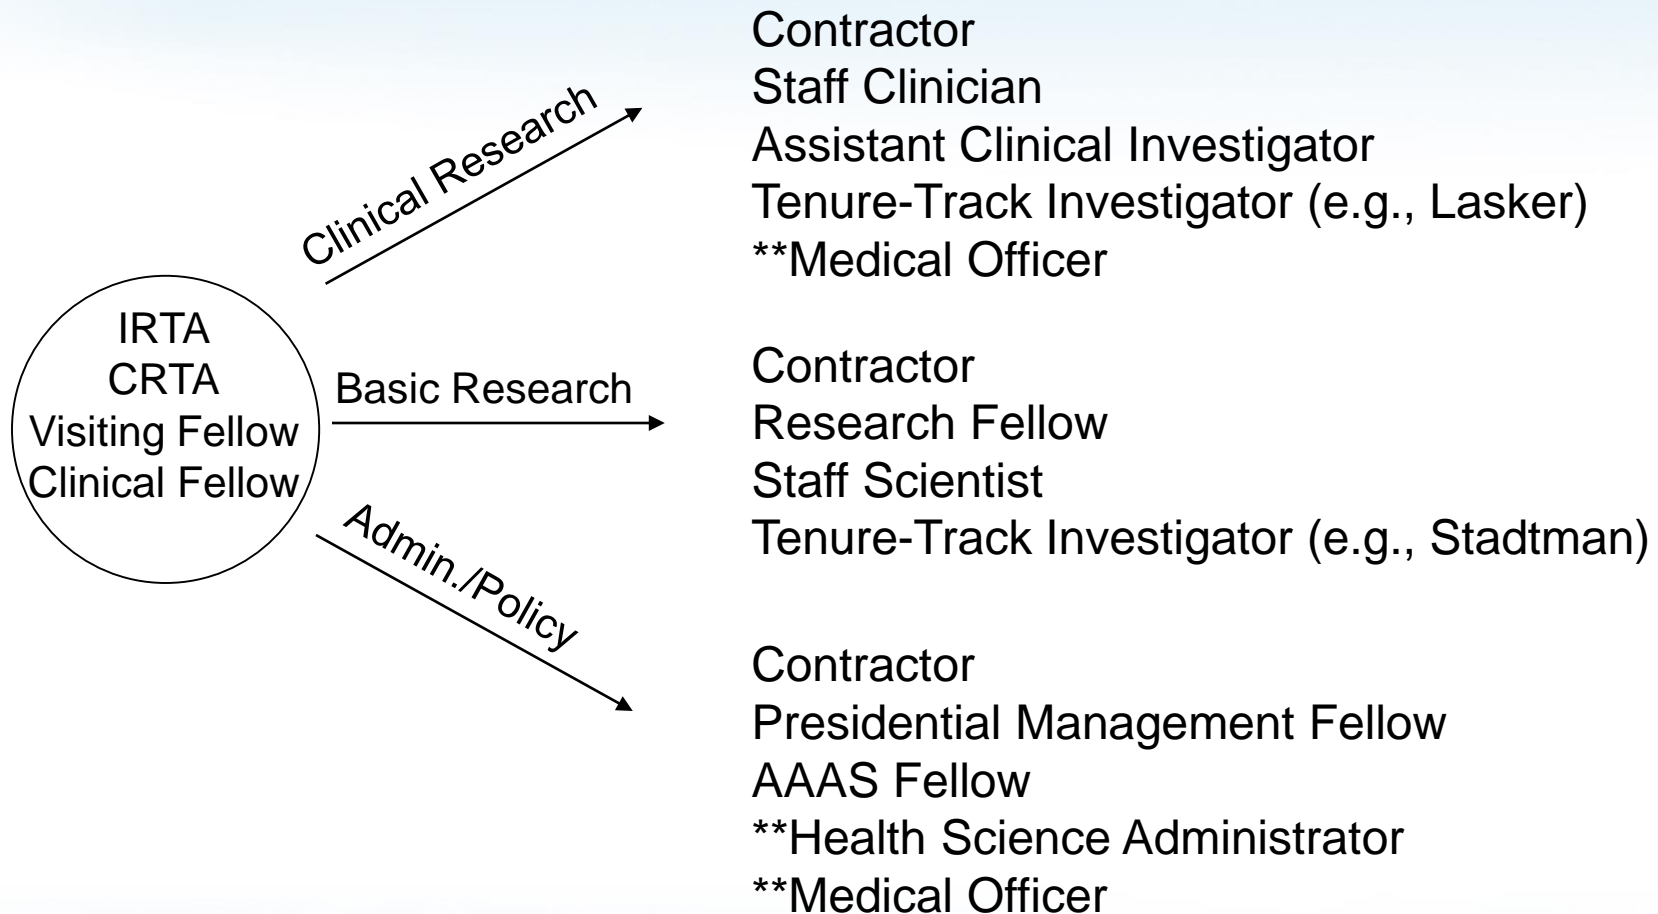 IRTA
CRTA
Visiting Fellow
Clinical Fellow
Clinical Research
Contractor
Staff Clinician
Assistant Clinical Investigator
Tenure-Track Investigator (e.g., Lasker)
**Medical Officer
Basic Research
Contractor
Research Fellow
Staff Scientist
Tenure-Track Investigator (e.g., Stadtman)
Admin./Policy
Contractor
Presidential Management Fellow
AAAS Fellow
**Health Science Administrator
**Medical Officer